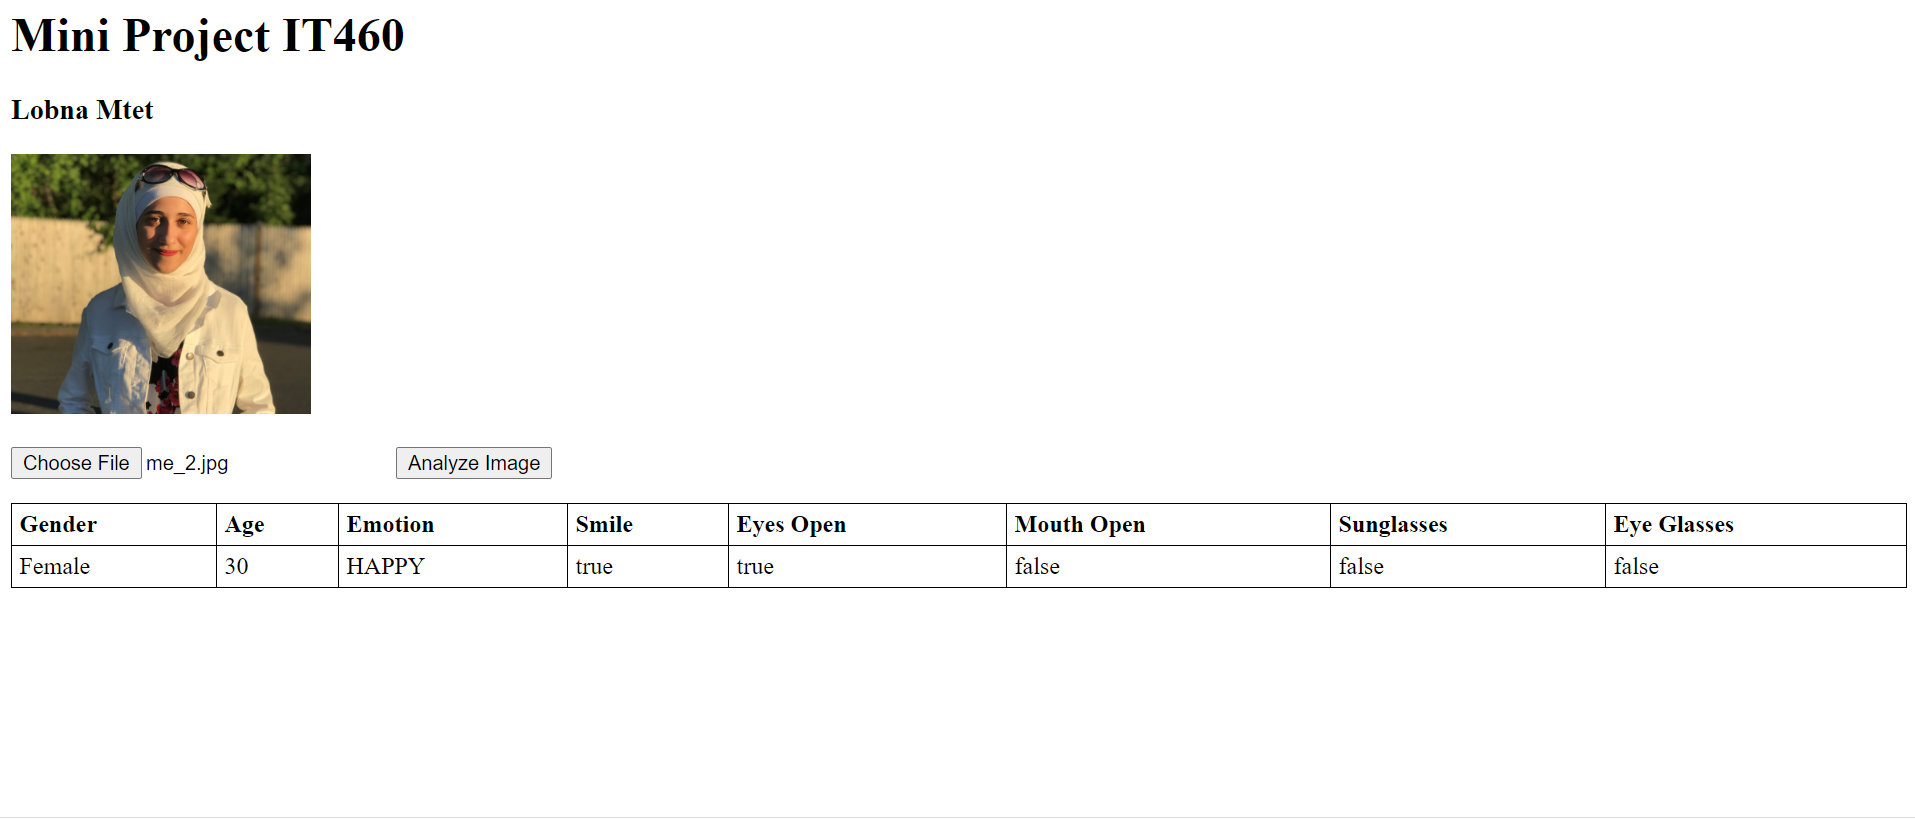 Mini Project IT460
Lobna Mtet
Choose File me_2.jpg Analyze Image
Gender Age Emotion Smile Eyes Open Mouth Open Sunglasses Eye Glasses
Female 30 HAPPY true true false false false